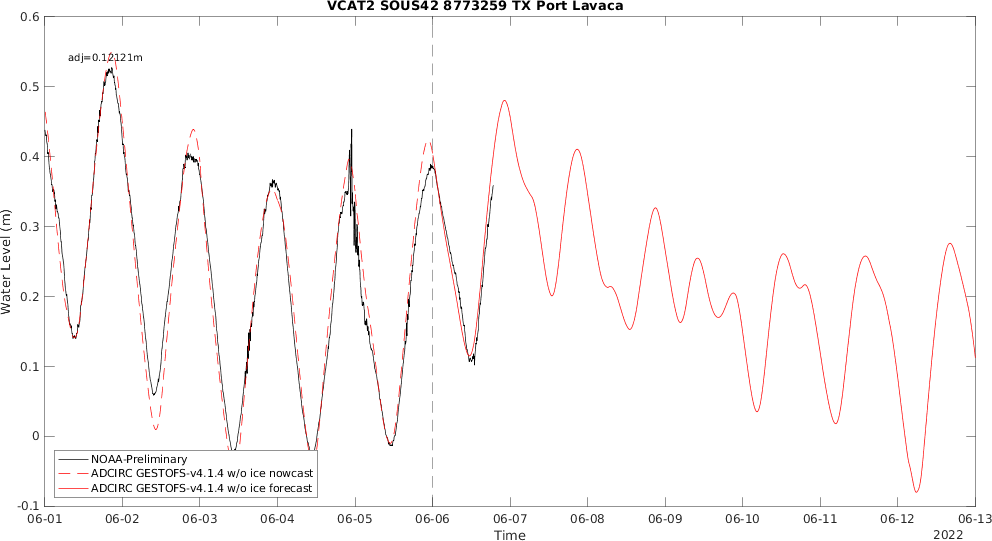 VCAT2 SOUS42 8773259 TX Port Lavaca
adj=0.12121m
Water Level (m)
0.6
0.5
0.4
0.3
0.2
0.1
0
-0.1
NOAA-Preliminary
ADCIRC GESTOFS-v4.1.4 w/o ice nowcast
ADCIRC GESTOFS-v4.1.4 w/o ice forecast
06-01 06-02 06-03 06-04 06-05 06-06 06-07 06-08 06-09 06-10 06-11 06-12 06-13
Time
2022